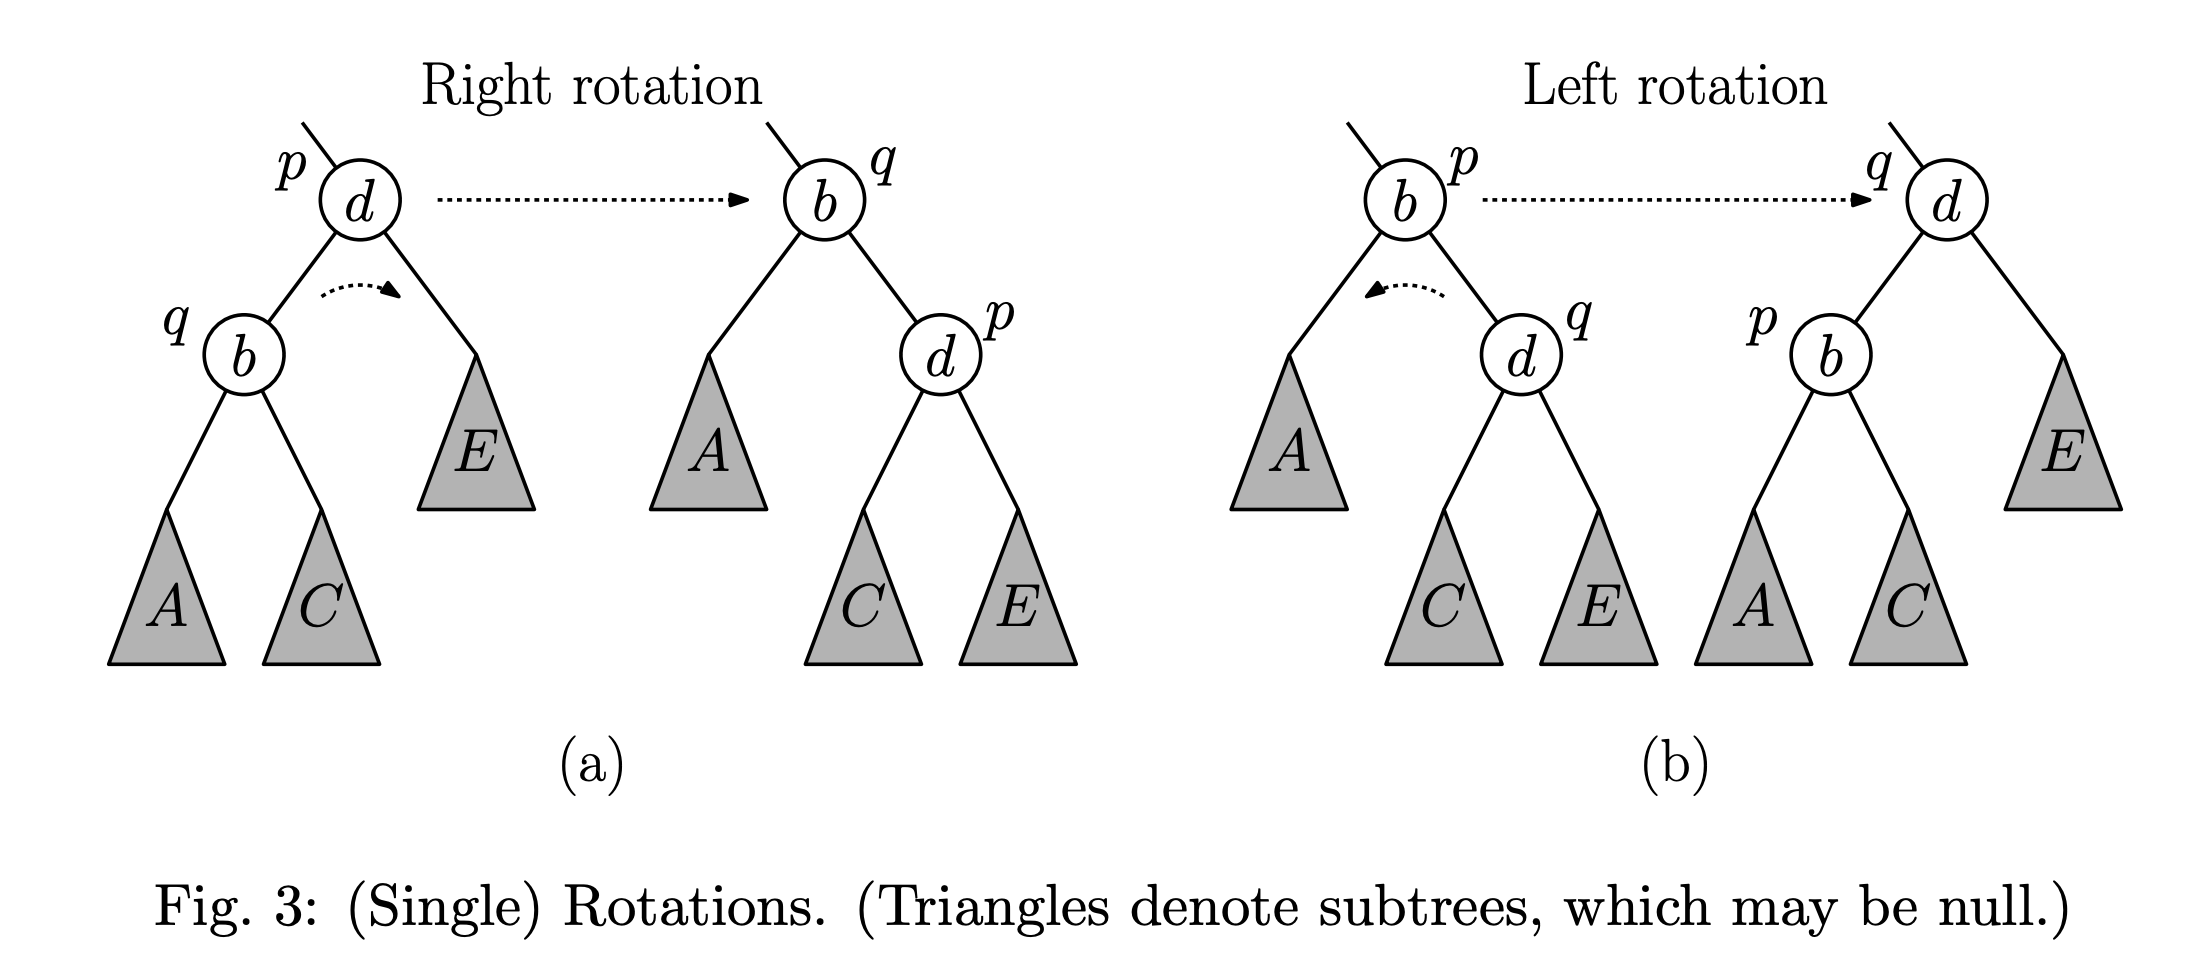 Right rotation Left rotation
p d q b b p q d
q b d p d q p b
E A A E
A C C E C E A C
(a) (b)
Fig. 3: (Single) Rotations. (Triangles denote subtrees, which may be null.)